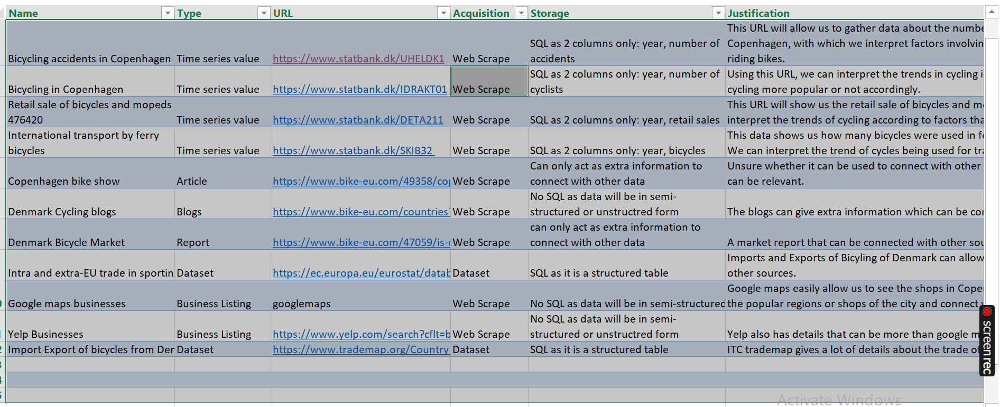 Name Type URL Acquisition Storage Justification
This URL will allow us to gather data about the numbe
SQL as 2 columns only: year, number of Copenhagen, with which we interpret factors involvin
Bicycling accidents in Copenhagen Time series value https://www.statbank.dk/UHELDK1 Web Scrape accidents riding bikes.
SQL as 2 columns only: year, number of Using this URL, we can interpret the trends in cycling i
Bicycling in Copenhagen Time series value https://www.statbank.dk/IDRAKT01 Web Scrape cyclists cycling more popular or not accordingly.
Retail sale of bicycles and mopeds This URL will show us the retail sale of bicycles and m
476420 Time series value https://www.statbank.dk/DETA211 Web Scrape SQL as 2 columns only: year, retail sales interpret the trends of cycling according to factors tha
International transport by ferry This data shows us how many bicycles were used in f
bicycles Time series value https://www.statbank.dk/SKIB32 Web Scrape SQL as 2 columns only: year, bicycles We can interpret the trend of cycles being used for tra
Can only act as extra information to Unsure whether it can be used to connect with other
Copenhagen bike show Article https://www.bike-eu.com/49358/cop Web Scrape connect with other data can be relevant.
No SQL as data will be in semi-
Denmark Cycling blogs Blogs https://www.bike-eu.com/countries? Web Scrape structured or unstructred form The blogs can give extra information which can be co
can only act as extra information to
Denmark Bicycle Market Report https://www.bike-eu.com/47059/is- Web Scrape connect with other data A market report that can be connected with other sou
Imports and Exports of Bicyling of Denmark can allow
Intra and extra-EU trade in sportin Dataset https://ec.europa.eu/eurostat/datab Dataset SQL as it is a structured table other sources.
Google maps easily allow us to see the shops in Cope
Google maps businesses Business Listing googlemaps Web Scrape No SQL as data will be in semi-structured the popular regions or shops of the city and connect
No SQL as data will be in semi-
Yelp Businesses Business Listing https://www.yelp.com/search?cflt=b Web Scrape structured or unstructred form Yelp also has details that can be more than google m
Import Export of bicycles from Der Dataset https://www.trademap.org/Country_ Dataset SQL as it is a structured table ITC trademap gives a lot of details about the trade of
screenrec
Activate Windows